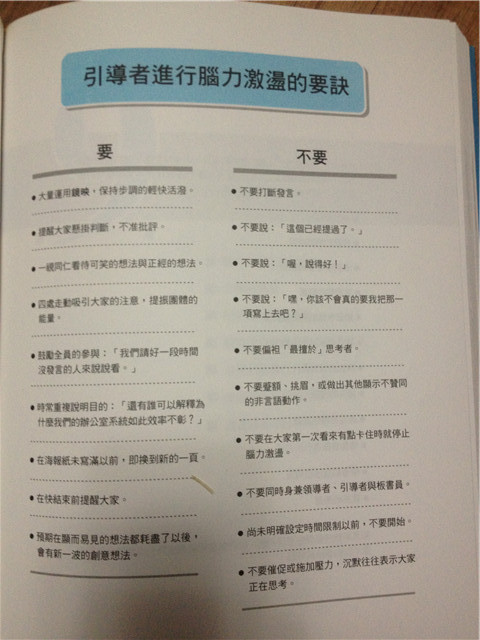 引導者進行腦力激盪的要訣
要
•大量運用鏡映，保持步調的輕快活潑。
•提醒大家懸掛判斷，不准批評。
•一視同仁看待可笑的想法與正經的想法。
•四處走動吸引大家的注意，提振團體的
能量。
•鼓勵全員的參與：「我們請好一段時間
沒發言的人來說說看。」
•時常重複說明目的：「還有誰可以解釋為
什麼我們的辦公室系統如此效率不彰？」
•在海報紙未寫滿以前，即換到新的一頁。
•在快結束前提醒大家。
•預期在顯而易見的想法都耗盡了以後，
會有新一波的創意想法。
不要
•不要打斷發言。
•不要說：「這個已經提過了。」
•不要說：「喔，說得好！」
•不要說：「嘿，你該不會真的要我把那一
項寫上去吧？」
•不要偏袒「最擅於」思考者。
•不要蹙額、挑眉，或做出其他顯示不贊同
的非言語動作。
•不要在大家第一次看來有點卡住時就停止
腦力激盪。
•不要同時身兼領導者、引導者與板書員。
•尚未明確設定時間限制以前，不要開始。
•不要催促或施加壓力，沉默往往表示大家
正在思考。